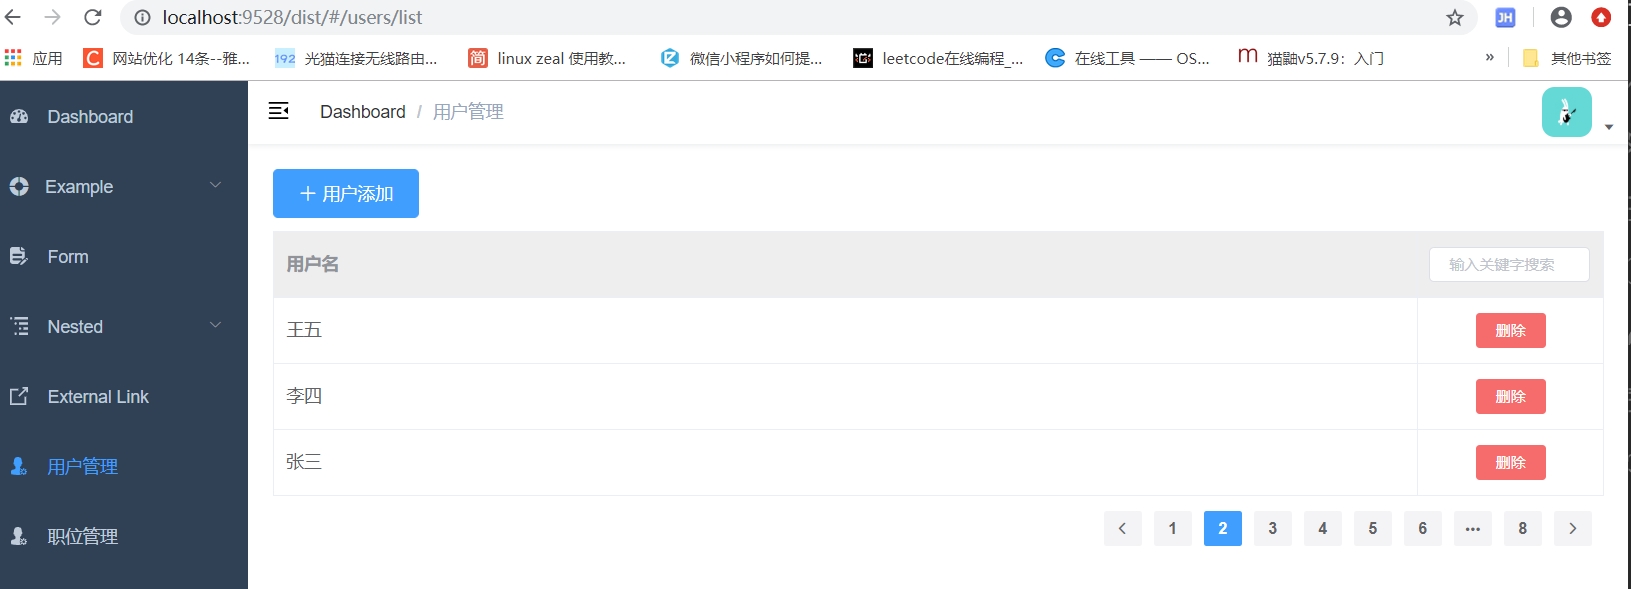 localhost:9528/dist/#/users/list
JH
应用
C 网站优化 14条--雅...
192 光猫连接无线路由...
简 linux zeal 使用教...
微信小程序如何提...
leetcode在线编程_...
在线工具 —— OS...
m 猫鼬v5.7.9：入门
»
其他书签
Dashboard
Example
Form
Nested
External Link
用户管理
职位管理
Dashboard / 用户管理
+ 用户添加
用户名 输入关键字搜索
王五 删除
李四 删除
张三 删除
< 1 2 3 4 5 6 ··· 8 >